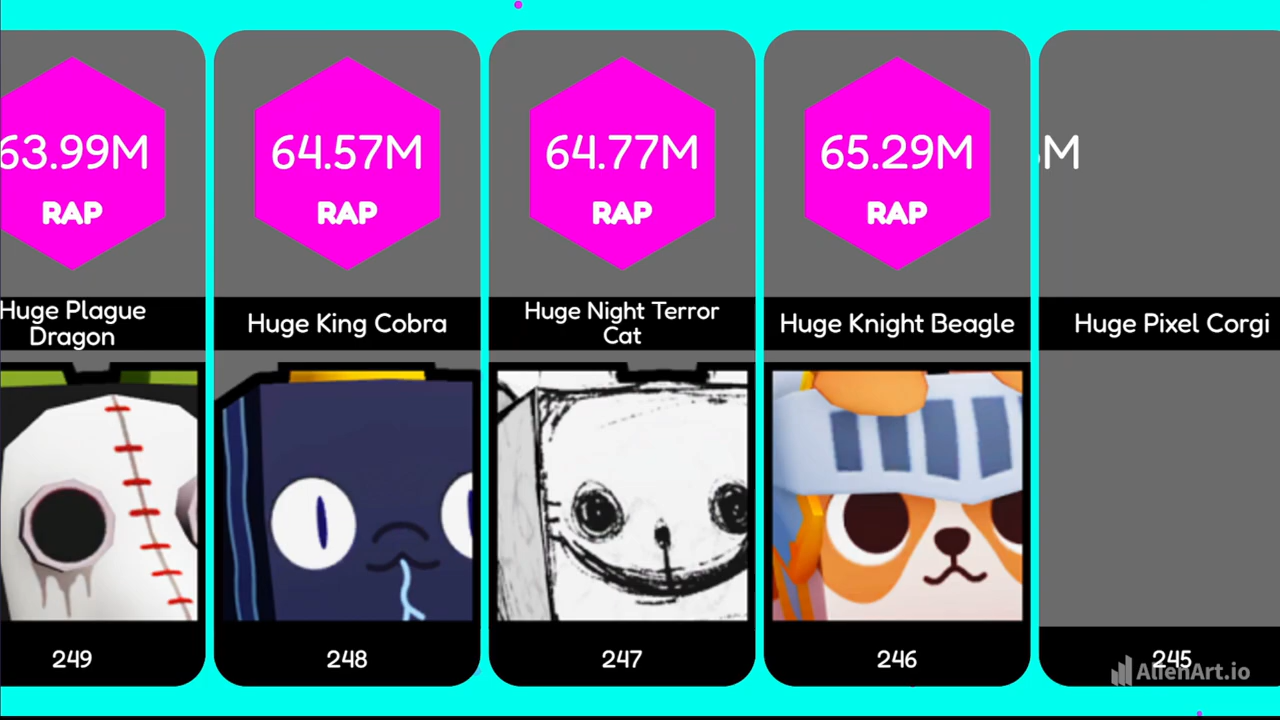 63.99M
RAP
Huge Plague
Dragon
249
64.57M
RAP
Huge King Cobra
248
64.77M
RAP
Huge Night Terror
Cat
247
65.29M
RAP
Huge Knight Beagle
246
M
Huge Pixel Corgi
245
AlienArt.io